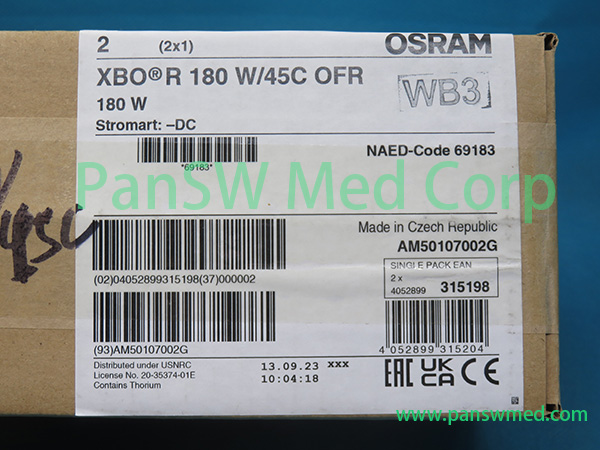 2 (2x1) OSRAM
XBO®R 180 W/45C OFR
180 W
WB3
Stromart: –DC
*69183*
NAED-Code 69183
PanSW Med Corp
/45C
Made in Czech Republic
AM50107002G
SINGLE PACK EAN
2 x
4052899 315198
(02)04052899315198(37)000002
(93)AM50107002G
4 052899 315204
Distributed under USNRC
License No. 20-35374-01E
Contains Thorium
13.09.23 xxx
10:04:18
EAC UK CA CE
www.panswmed.com